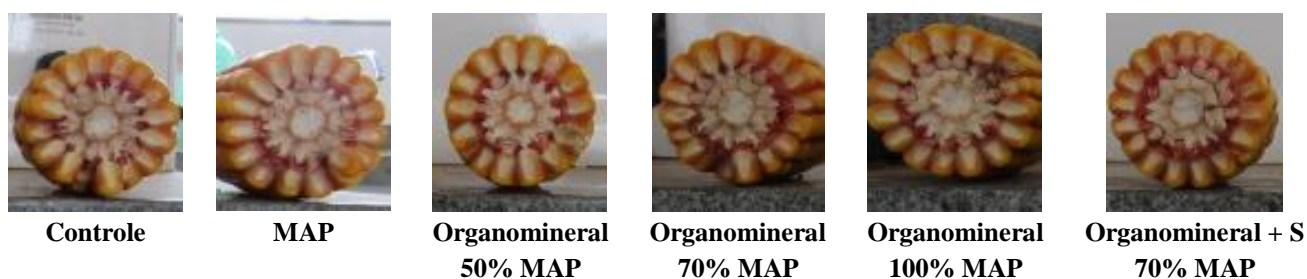 Controle
MAP
Organomineral
50% MAP
Organomineral
70% MAP
Organomineral
100% MAP
Organomineral + S
70% MAP